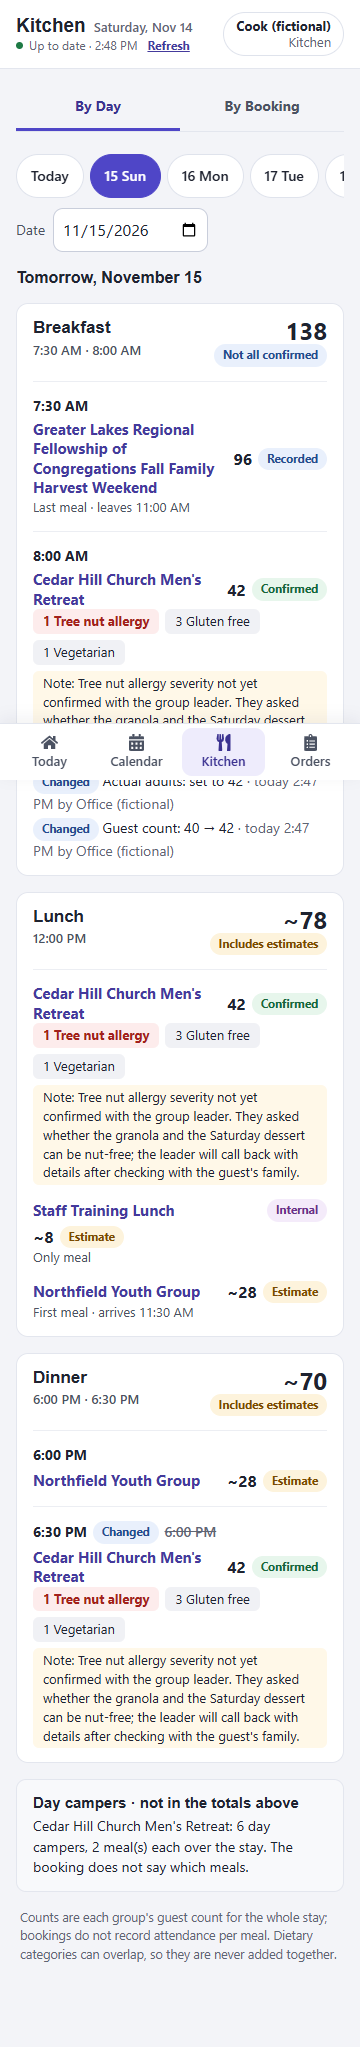 Kitchen Saturday, Nov 14
Up to date · 2:48 PM Refresh
Cook (fictional)
Kitchen
By Day
By Booking
Today
15 Sun
16 Mon
17 Tue
1
Date 11/15/2026
Tomorrow, November 15
Breakfast
138
7:30 AM · 8:00 AM
Not all confirmed
7:30 AM
Greater Lakes Regional
Fellowship of
Congregations Fall Family
Harvest Weekend
96 Recorded
Last meal · leaves 11:00 AM
8:00 AM
Cedar Hill Church Men's
Retreat
42 Confirmed
1 Tree nut allergy
3 Gluten free
1 Vegetarian
Note: Tree nut allergy severity not yet
confirmed with the group leader. They asked
whether the granola and the Saturday dessert
Today
Calendar
Kitchen
Orders
Changed Actual adults: set to 42 · today 2:47
PM by Office (fictional)
Changed Guest count: 40 → 42 · today 2:47
PM by Office (fictional)
Lunch
~78
12:00 PM
Includes estimates
Cedar Hill Church Men's
Retreat
42 Confirmed
1 Tree nut allergy
3 Gluten free
1 Vegetarian
Note: Tree nut allergy severity not yet
confirmed with the group leader. They asked
whether the granola and the Saturday dessert
can be nut-free; the leader will call back with
details after checking with the guest's family.
Staff Training Lunch
Internal
~8 Estimate
Only meal
Northfield Youth Group
~28 Estimate
First meal · arrives 11:30 AM
Dinner
~70
6:00 PM · 6:30 PM
Includes estimates
6:00 PM
Northfield Youth Group
~28 Estimate
6:30 PM Changed 6:00 PM
Cedar Hill Church Men's
Retreat
42 Confirmed
1 Tree nut allergy
3 Gluten free
1 Vegetarian
Note: Tree nut allergy severity not yet
confirmed with the group leader. They asked
whether the granola and the Saturday dessert
can be nut-free; the leader will call back with
details after checking with the guest's family.
Day campers · not in the totals above
Cedar Hill Church Men's Retreat: 6 day
campers, 2 meal(s) each over the stay. The
booking does not say which meals.
Counts are each group's guest count for the whole stay;
bookings do not record attendance per meal. Dietary
categories can overlap, so they are never added together.